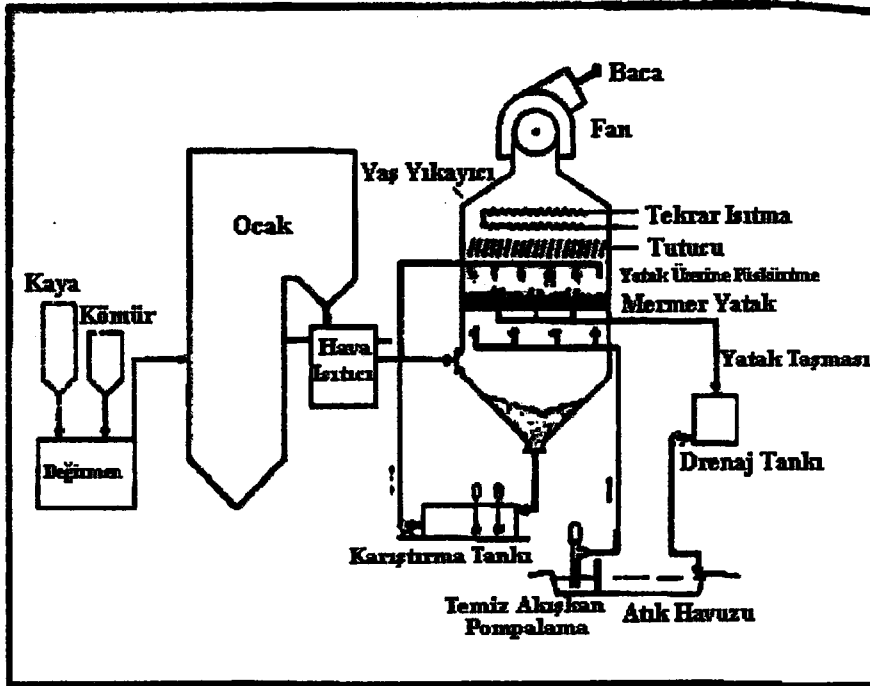 Baca
Fan
Yaş Yıkayıcı
Ocak
Tekrar Isıtma
Tutucu
Yatak Üzerine Püskürtme
Kaya
Kömür
Mermer Yatak
Hava
Isıtıcı
Yatak Taşması
Değirmen
Drenaj Tankı
Karıştırma Tankı
Temiz Akışkan
Pompalama
Atık Havuzu